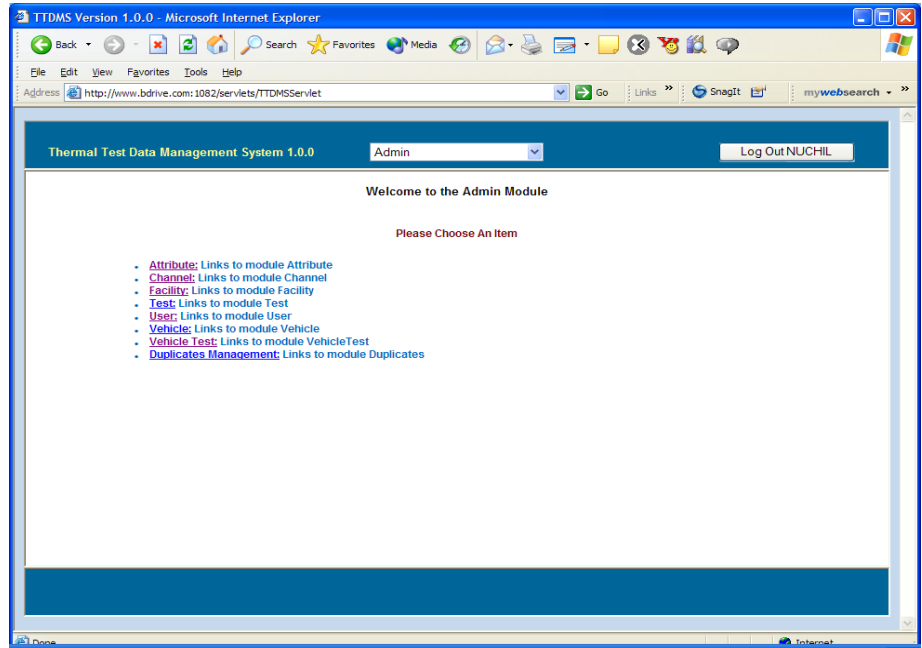 TTDMS Version 1.0.0 - Microsoft Internet Explorer
Back Search Favorites Media
File Edit View Favorites Tools Help
Address http://www.bdrive.com:1082/servlets/TTDMSServlet Go Links » SnagIt mywebsearch »
Thermal Test Data Management System 1.0.0 Admin Log Out NUCHIL
Welcome to the Admin Module
Please Choose An Item
Attribute: Links to module Attribute
Channel: Links to module Channel
Facility: Links to module Facility
Test: Links to module Test
User: Links to module User
Vehicle: Links to module Vehicle
Vehicle Test: Links to module VehicleTest
Duplicates Management: Links to module Duplicates
Done Internet